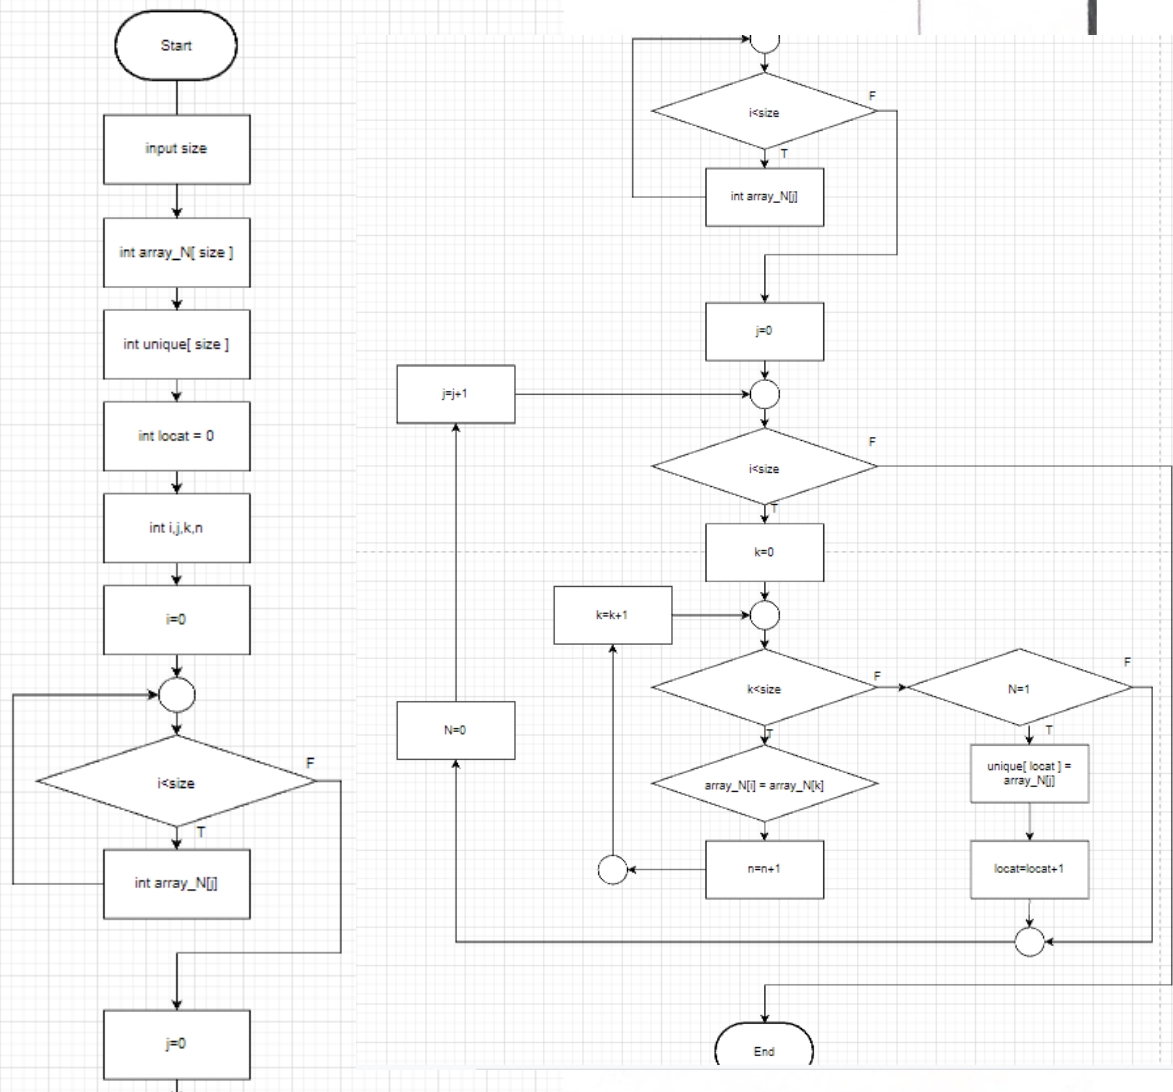 Start
input size
int array_N[ size ]
int unique[ size ]
int locat = 0
int i,j,k,n
i=0
i<size
F
T
int array_N[j]
j=0
i<size
F
T
int array_N[j]
j=0
j=j+1
i<size
F
T
k=0
k=k+1
k<size
F
T
N=1
F
T
N=0
array_N[i] = array_N[k]
unique[ locat ] =
array_N[j]
n=n+1
locat=locat+1
End